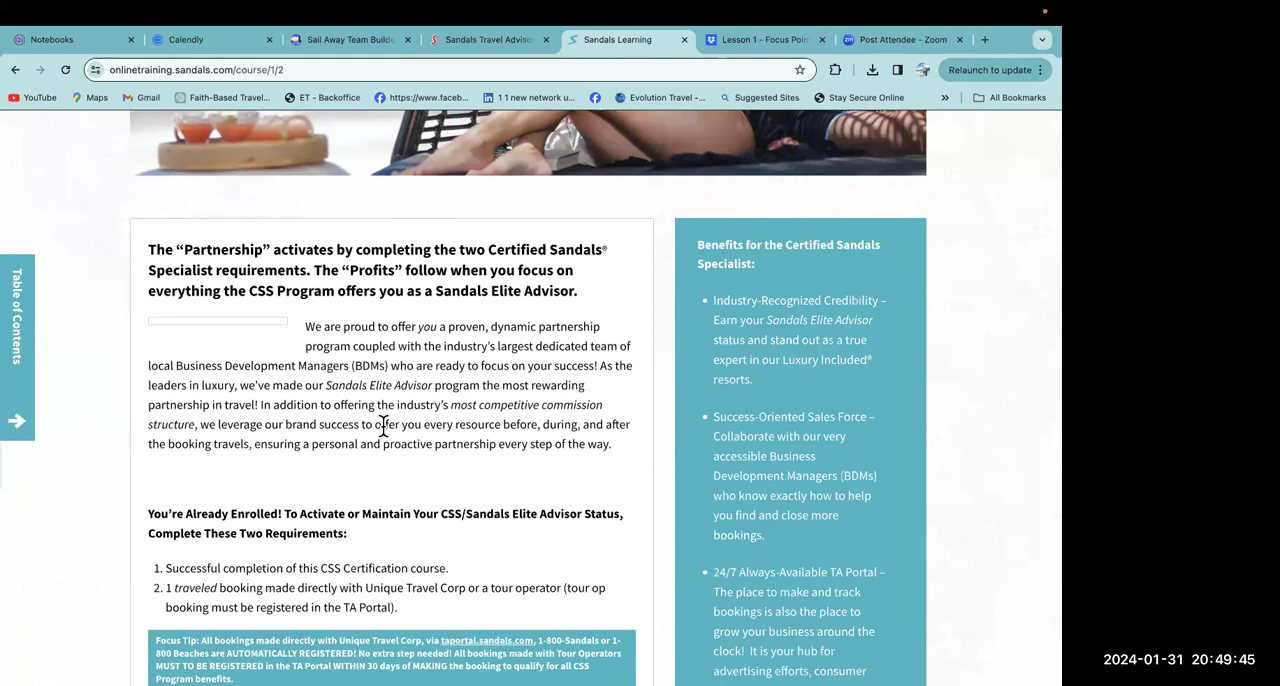 Notebooks
Calendly
Sail Away Team Builde
Sandals Travel Adviso
Sandals Learning
Lesson 1 - Focus Poin
Post Attendee - Zoom
onlinetraining.sandals.com/course/1/2
Relaunch to update
YouTube
Maps
Gmail
Faith-Based Travel...
ET - Backoffice
https://www.faceb...
1 1 new network u...
Evolution Travel -...
Suggested Sites
Stay Secure Online
All Bookmarks
Table of Contents
The “Partnership” activates by completing the two Certified Sandals®
Specialist requirements. The “Profits” follow when you focus on
everything the CSS Program offers you as a Sandals Elite Advisor.
We are proud to offer you a proven, dynamic partnership
program coupled with the industry’s largest dedicated team of
local Business Development Managers (BDMs) who are ready to focus on your success! As the
leaders in luxury, we’ve made our Sandals Elite Advisor program the most rewarding
partnership in travel! In addition to offering the industry’s most competitive commission
structure, we leverage our brand success to offer you every resource before, during, and after
the booking travels, ensuring a personal and proactive partnership every step of the way.
You’re Already Enrolled! To Activate or Maintain Your CSS/Sandals Elite Advisor Status,
Complete These Two Requirements:
1. Successful completion of this CSS Certification course.
2. 1 traveled booking made directly with Unique Travel Corp or a tour operator (tour op
booking must be registered in the TA Portal).
Focus Tip: All bookings made directly with Unique Travel Corp, via taportal.sandals.com, 1-800-Sandals or 1-
800 Beaches are AUTOMATICALLY REGISTERED! No extra step needed! All bookings made with Tour Operators
MUST TO BE REGISTERED in the TA Portal WITHIN 30 days of MAKING the booking to qualify for all CSS
Program benefits.
Benefits for the Certified Sandals
Specialist:
• Industry-Recognized Credibility –
Earn your Sandals Elite Advisor
status and stand out as a true
expert in our Luxury Included®
resorts.
• Success-Oriented Sales Force –
Collaborate with our very
accessible Business
Development Managers (BDMs)
who know exactly how to help
you find and close more
bookings.
• 24/7 Always-Available TA Portal –
The place to make and track
bookings is also the place to
grow your business around the
clock! It is your hub for
advertising efforts, consumer
2024-01-31 20:49:45